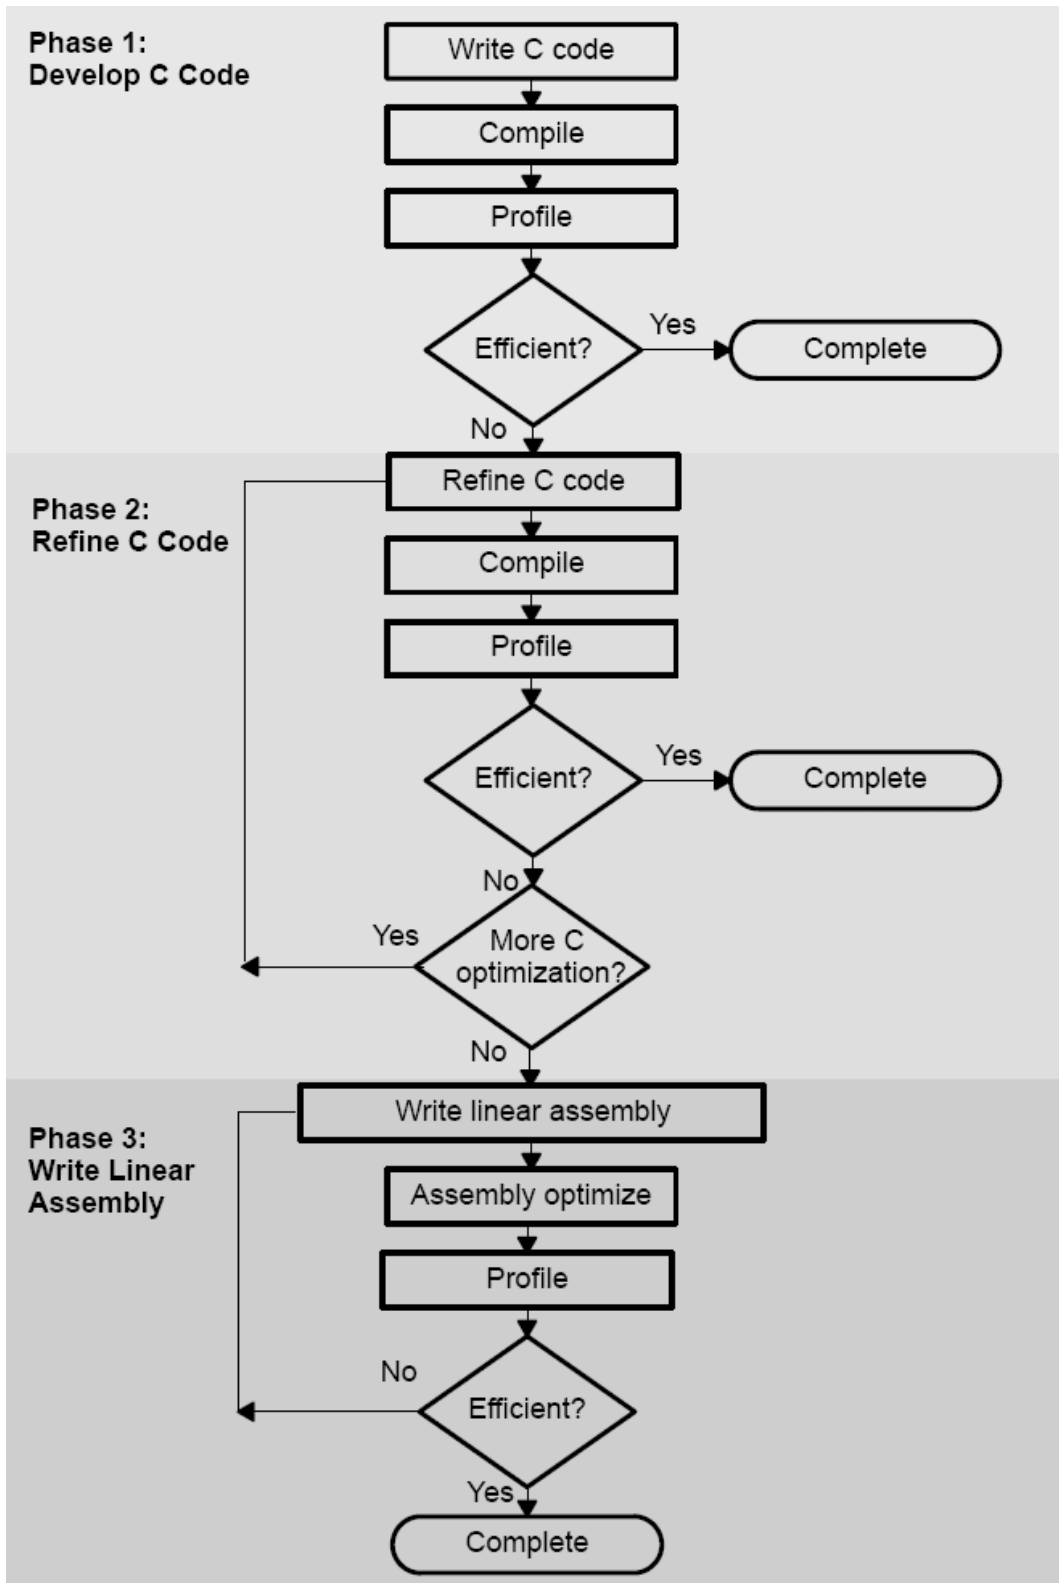 Phase 1:
Develop C Code
Write C code
Compile
Profile
Efficient?
Yes
Complete
No
Phase 2:
Refine C Code
Refine C code
Compile
Profile
Efficient?
Yes
Complete
No
Yes
More C
optimization?
No
Phase 3:
Write Linear
Assembly
Write linear assembly
Assembly optimize
Profile
No
Efficient?
Yes
Complete